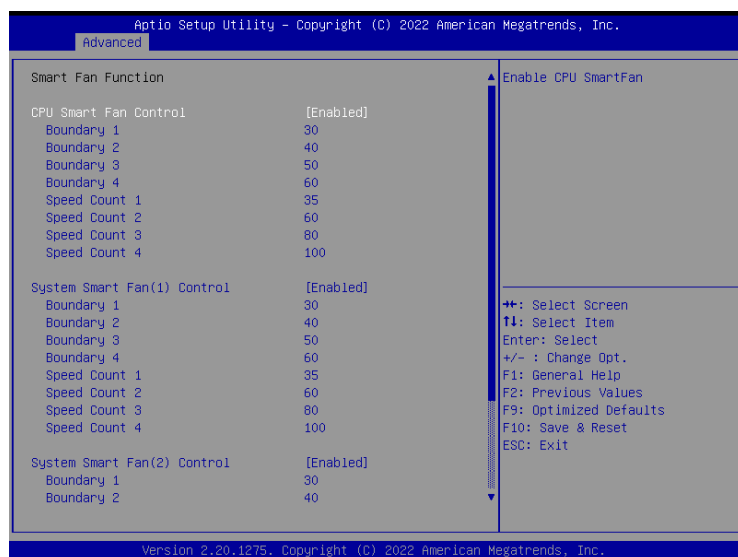 Aptio Setup Utility – Copyright (C) 2022 American Megatrends, Inc.
Advanced
Smart Fan Function
CPU Smart Fan Control [Enabled]
Boundary 1 30
Boundary 2 40
Boundary 3 50
Boundary 4 60
Speed Count 1 35
Speed Count 2 60
Speed Count 3 80
Speed Count 4 100
System Smart Fan(1) Control [Enabled]
Boundary 1 30
Boundary 2 40
Boundary 3 50
Boundary 4 60
Speed Count 1 35
Speed Count 2 60
Speed Count 3 80
Speed Count 4 100
System Smart Fan(2) Control [Enabled]
Boundary 1 30
Boundary 2 40
Enable CPU SmartFan
→←: Select Screen
↑↓: Select Item
Enter: Select
+/- : Change Opt.
F1: General Help
F2: Previous Values
F9: Optimized Defaults
F10: Save & Reset
ESC: Exit
Version 2.20.1275. Copyright (C) 2022 American Megatrends, Inc.